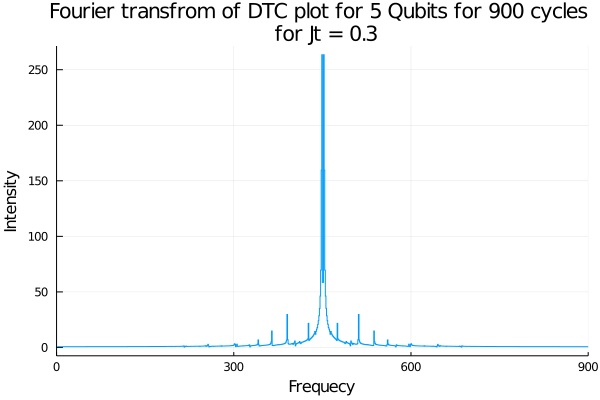 Fourier transfrom of DTC plot for 5 Qubits for 900 cycles
for Jt = 0.3
250
200
150
100
50
0
Intensity
0 300 600 900
Frequecy